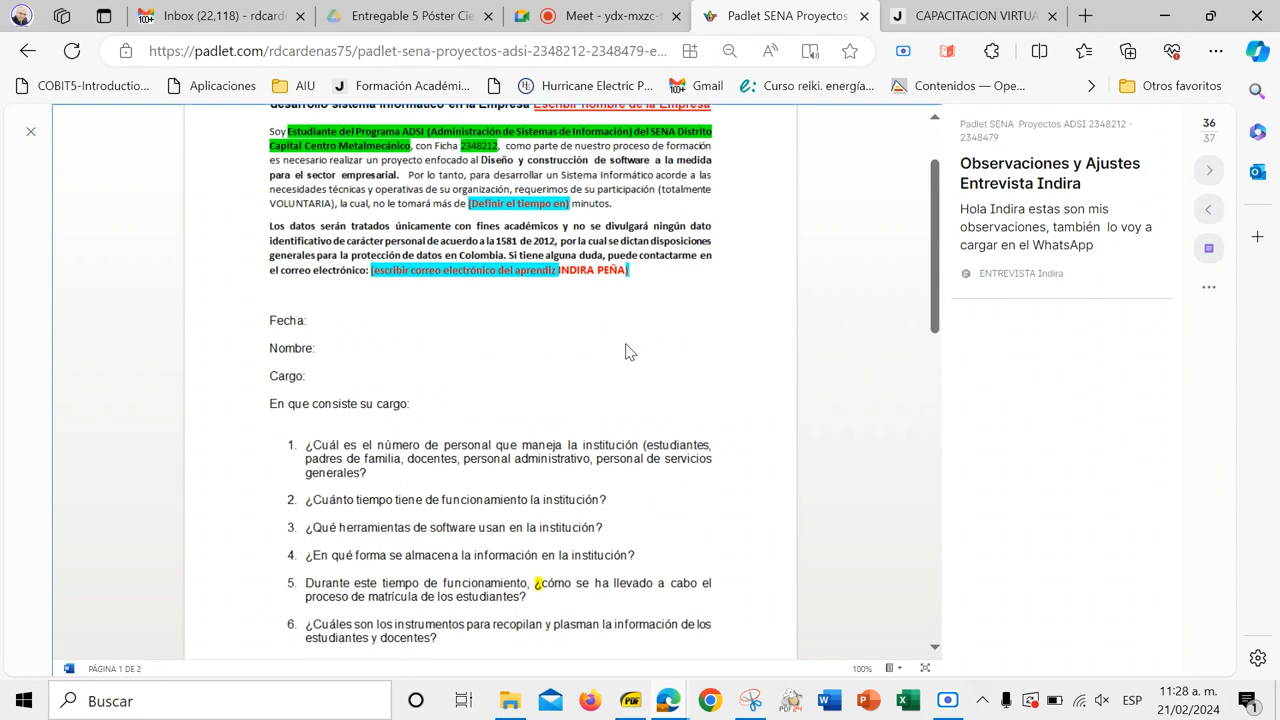 Inbox (22,118) - rdcard
Entregable 5 Póster Cie
Meet - ydx-mxzc-t
Padlet SENA Proyectos
CAPACITACIÓN VIRTUA
https://padlet.com/rdcardenas75/padlet-sena-proyectos-adsi-2348212-2348479-e...
COBIT5-Introductio...
Aplicaciones
AIU
Formación Académi...
Hurricane Electric P...
Gmail
Curso reiki. energía...
Contenidos — Ope...
Otros favoritos
desarrollo sistema informático en la Empresa Escribir nombre de la Empresa
Soy Estudiante del Programa ADSI (Administración de Sistemas de Información) del SENA Distrito
Capital Centro Metalmecánico, con Ficha 2348212, como parte de nuestro proceso de formación
es necesario realizar un proyecto enfocado al Diseño y construcción de software a la medida
para el sector empresarial. Por lo tanto, para desarrollar un Sistema Informático acorde a las
necesidades técnicas y operativas de su organización, requerimos de su participación (totalmente
VOLUNTARIA), la cual, no le tomará más de (Definir el tiempo en) minutos.
Los datos serán tratados únicamente con fines académicos y no se divulgará ningún dato
identificativo de carácter personal de acuerdo a la 1581 de 2012, por la cual se dictan disposiciones
generales para la protección de datos en Colombia. Si tiene alguna duda, puede contactarme en
el correo electrónico: (escribir correo electrónico del aprendiz INDIRA PEÑA)
Fecha:
Nombre:
Cargo:
En que consiste su cargo:
1. ¿Cuál es el número de personal que maneja la institución (estudiantes,
padres de familia, docentes, personal administrativo, personal de servicios
generales?
2. ¿Cuánto tiempo tiene de funcionamiento la institución?
3. ¿Qué herramientas de software usan en la institución?
4. ¿En qué forma se almacena la información en la institución?
5. Durante este tiempo de funcionamiento, ¿cómo se ha llevado a cabo el
proceso de matrícula de los estudiantes?
6. ¿Cuáles son los instrumentos para recopilan y plasman la información de los
estudiantes y docentes?
PÁGINA 1 DE 2
100%
Padlet SENA Proyectos ADSI 2348212 -
2348479
36
37
Observaciones y Ajustes
Entrevista Indira
Hola Indira estas son mis
observaciones, también lo voy a
cargar en el WhatsApp
ENTREVISTA Indira
Buscar
ESP
11:28 a. m.
21/02/2024